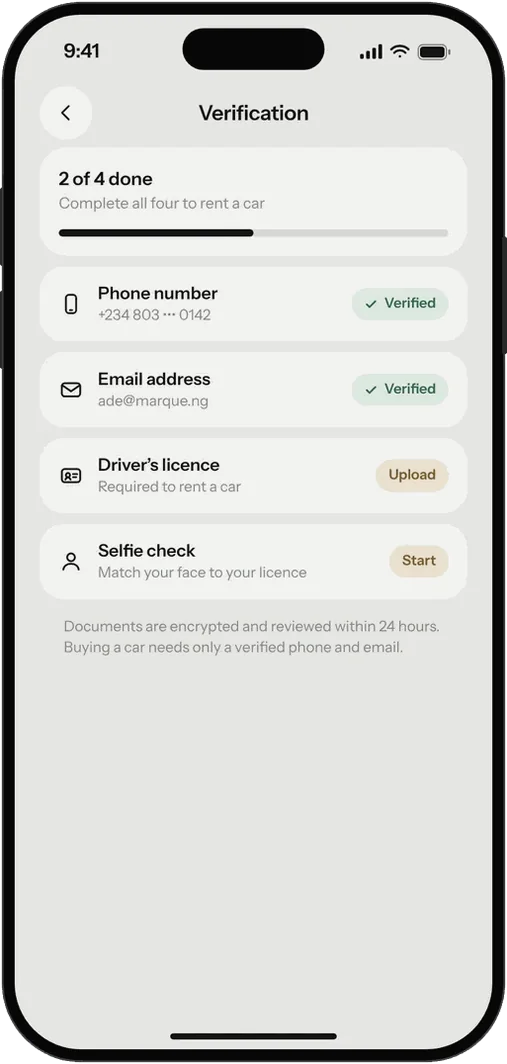 9:41
Verification
2 of 4 done
Complete all four to rent a car
Phone number
+234 803 ••• 0142
Verified
Email address
ade@marque.ng
Verified
Driver’s licence
Required to rent a car
Upload
Selfie check
Match your face to your licence
Start
Documents are encrypted and reviewed within 24 hours.
Buying a car needs only a verified phone and email.